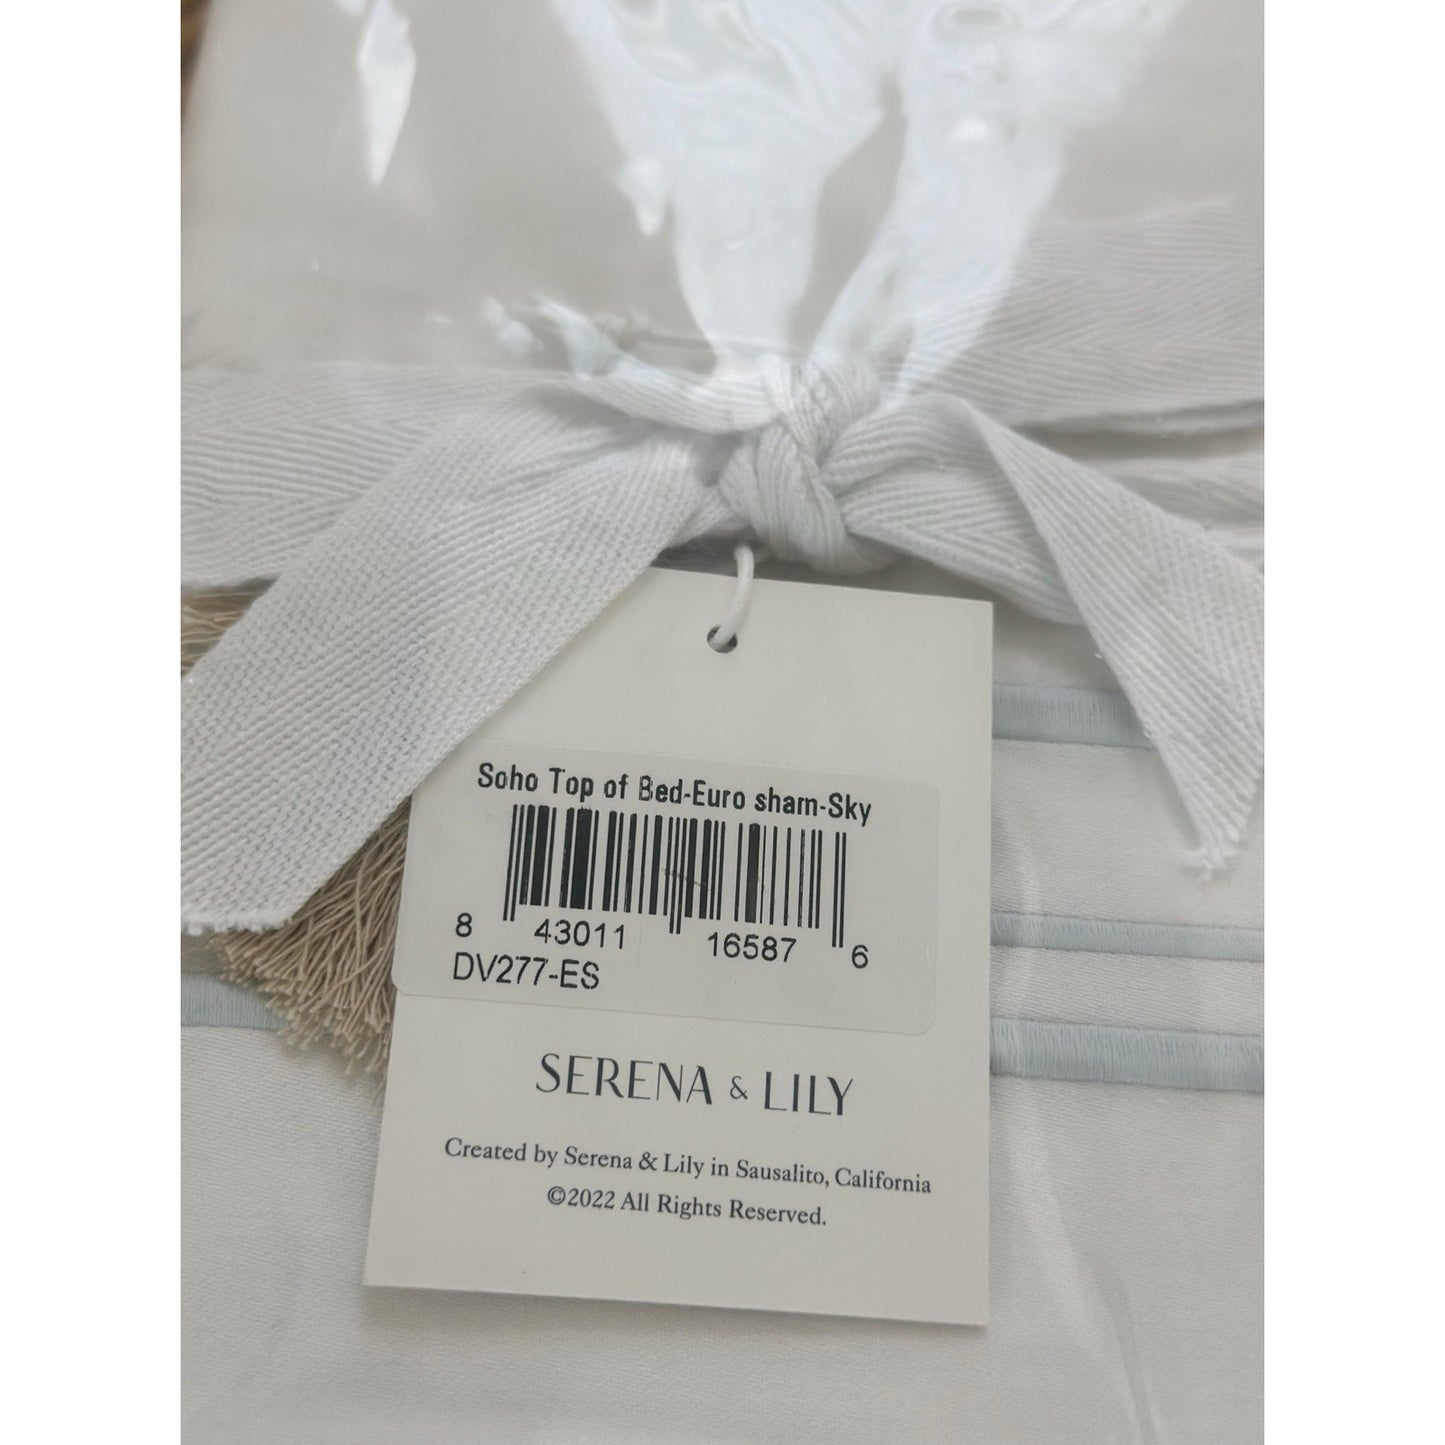 Soho Top of Bed-Euro sham-Sky
8 43011 16587 6
DV277-ES
SERENA & LILY
Created by Serena & Lily in Sausalito, California
©2022 All Rights Reserved.